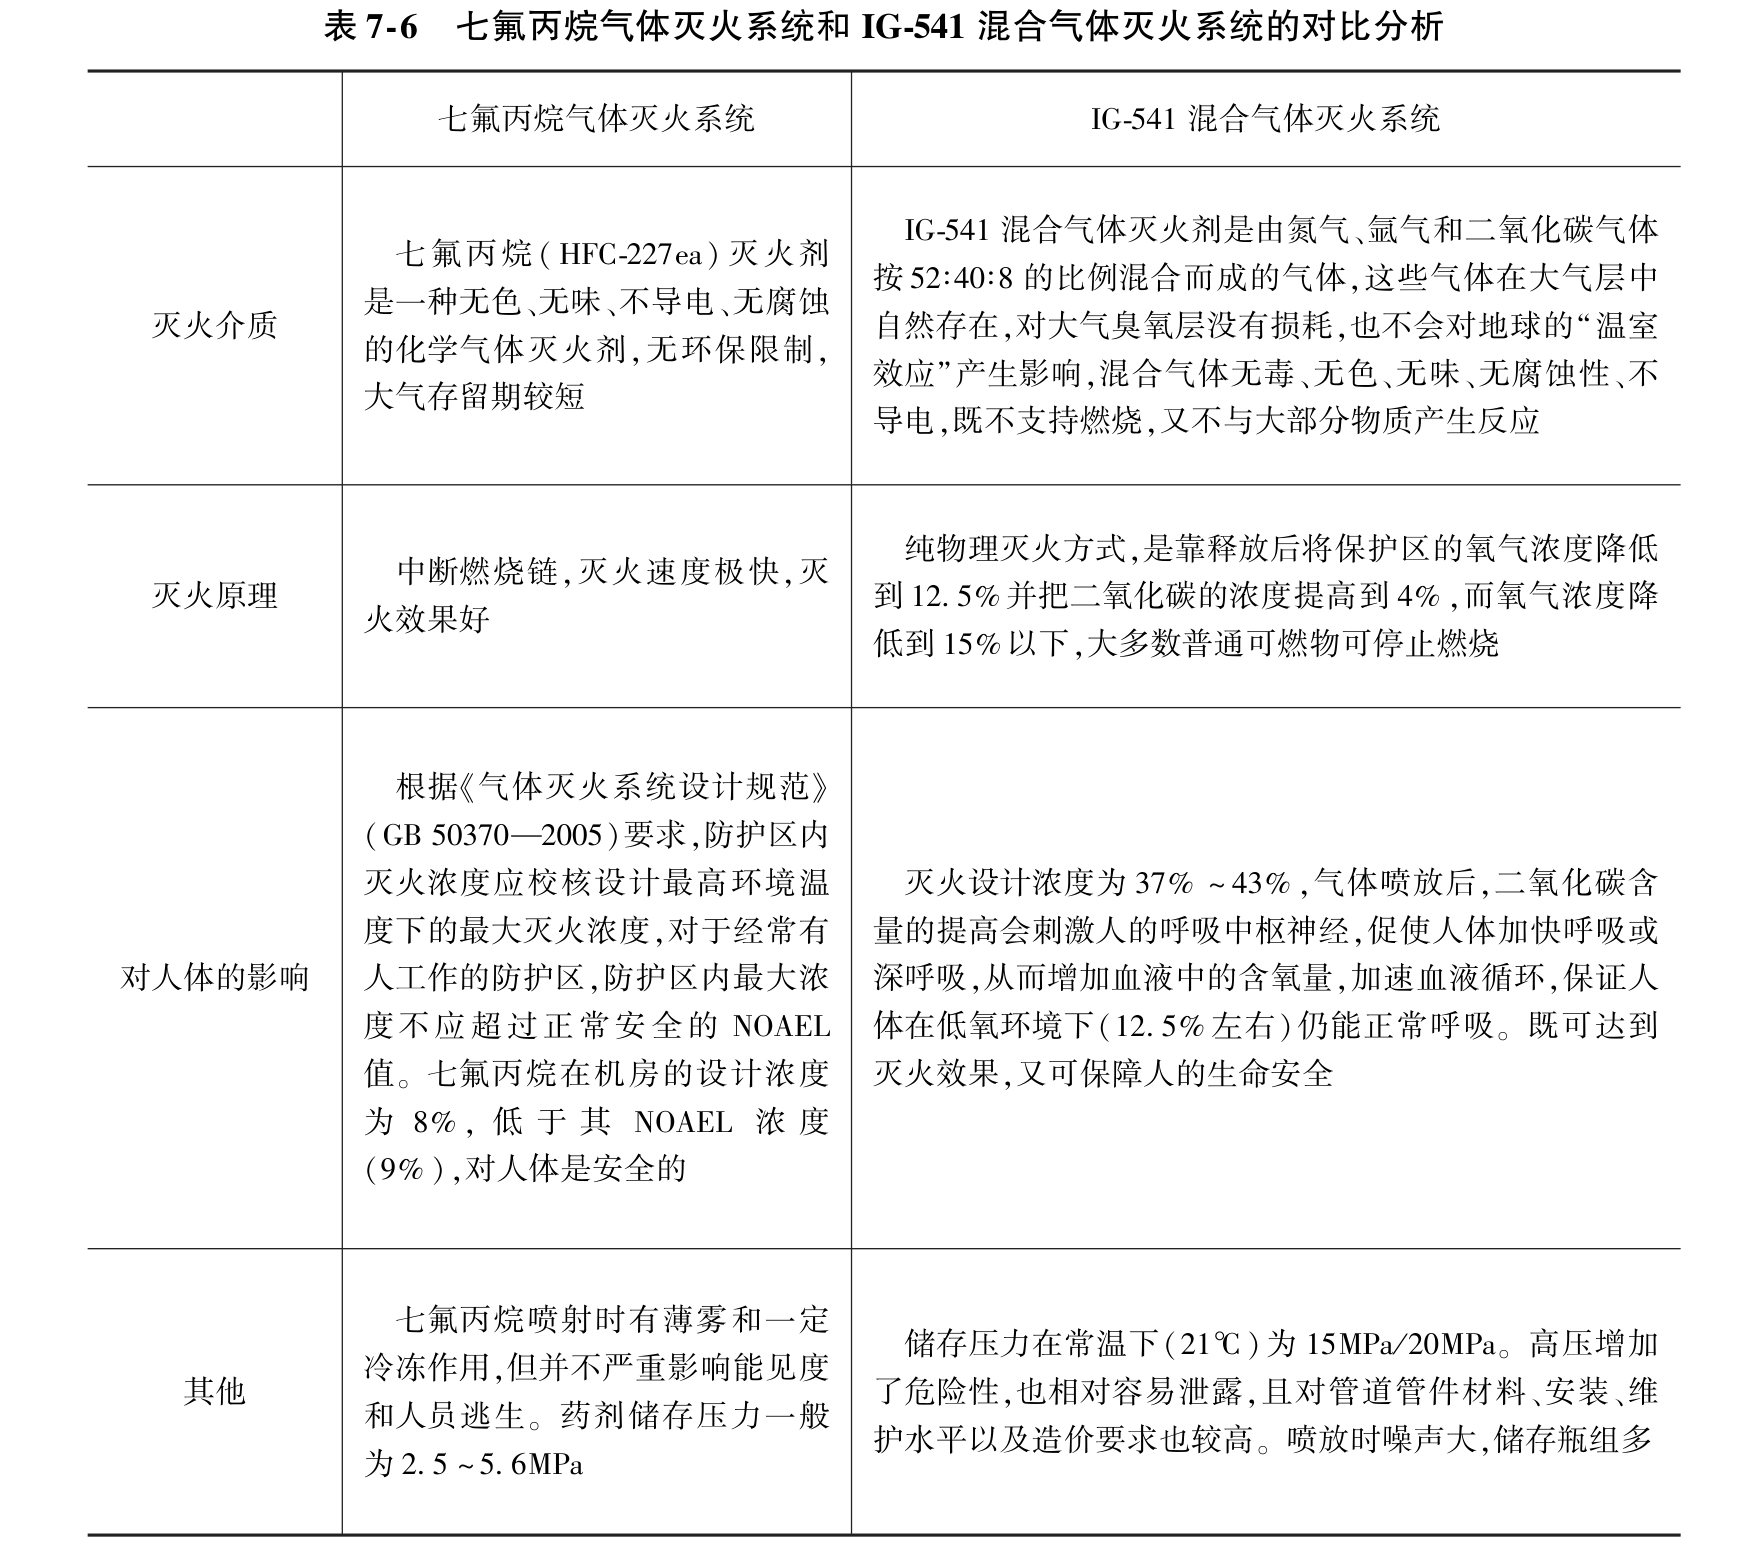 表 7-6 七氟丙烷气体灭火系统和 IG-541 混合气体灭火系统的对比分析
七氟丙烷气体灭火系统
IG-541 混合气体灭火系统
灭火介质
七氟丙烷(HFC-227ea)灭火剂
是一种无色、无味、不导电、无腐蚀
的化学气体灭火剂,无环保限制,
大气存留期较短
IG-541 混合气体灭火剂是由氮气、氩气和二氧化碳气体
按 52∶40∶8 的比例混合而成的气体,这些气体在大气层中
自然存在,对大气臭氧层没有损耗,也不会对地球的“温室
效应”产生影响,混合气体无毒、无色、无味、无腐蚀性、不
导电,既不支持燃烧,又不与大部分物质产生反应
灭火原理
中断燃烧链,灭火速度极快,灭
火效果好
纯物理灭火方式,是靠释放后将保护区的氧气浓度降低
到 12.5%并把二氧化碳的浓度提高到 4%,而氧气浓度降
低到 15%以下,大多数普通可燃物可停止燃烧
对人体的影响
根据《气体灭火系统设计规范》
(GB 50370—2005)要求,防护区内
灭火浓度应校核设计最高环境温
度下的最大灭火浓度,对于经常有
人工作的防护区,防护区内最大浓
度不应超过正常安全的 NOAEL
值。七氟丙烷在机房的设计浓度
为 8%,低于其 NOAEL 浓度
(9%),对人体是安全的
灭火设计浓度为 37%~43%,气体喷放后,二氧化碳含
量的提高会刺激人的呼吸中枢神经,促使人体加快呼吸或
深呼吸,从而增加血液中的含氧量,加速血液循环,保证人
体在低氧环境下(12.5%左右)仍能正常呼吸。既可达到
灭火效果,又可保障人的生命安全
其他
七氟丙烷喷射时有薄雾和一定
冷冻作用,但并不严重影响能见度
和人员逃生。药剂储存压力一般
为 2.5~5.6MPa
储存压力在常温下(21℃)为 15MPa/20MPa。高压增加
了危险性,也相对容易泄露,且对管道管件材料、安装、维
护水平以及造价要求也较高。喷放时噪声大,储存瓶组多